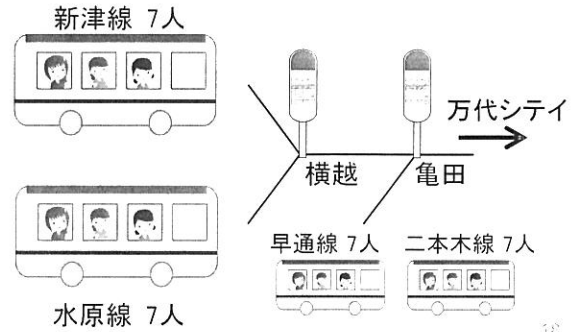 新津線 7人
万代シテイ
横越
亀田
早通線 7人
二本木線 7人
水原線 7人